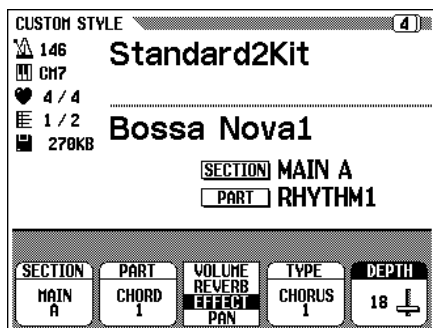 CUSTOM STYLE 4
146 Standard2Kit
CM7
4/4
1/2 Bossa Nova1
270KB
SECTION MAIN A
PART RHYTHM1
SECTION PART VOLUME TYPE DEPTH
REVERB
MAIN CHORD EFFECT CHORUS 18
A 1 PAN 1